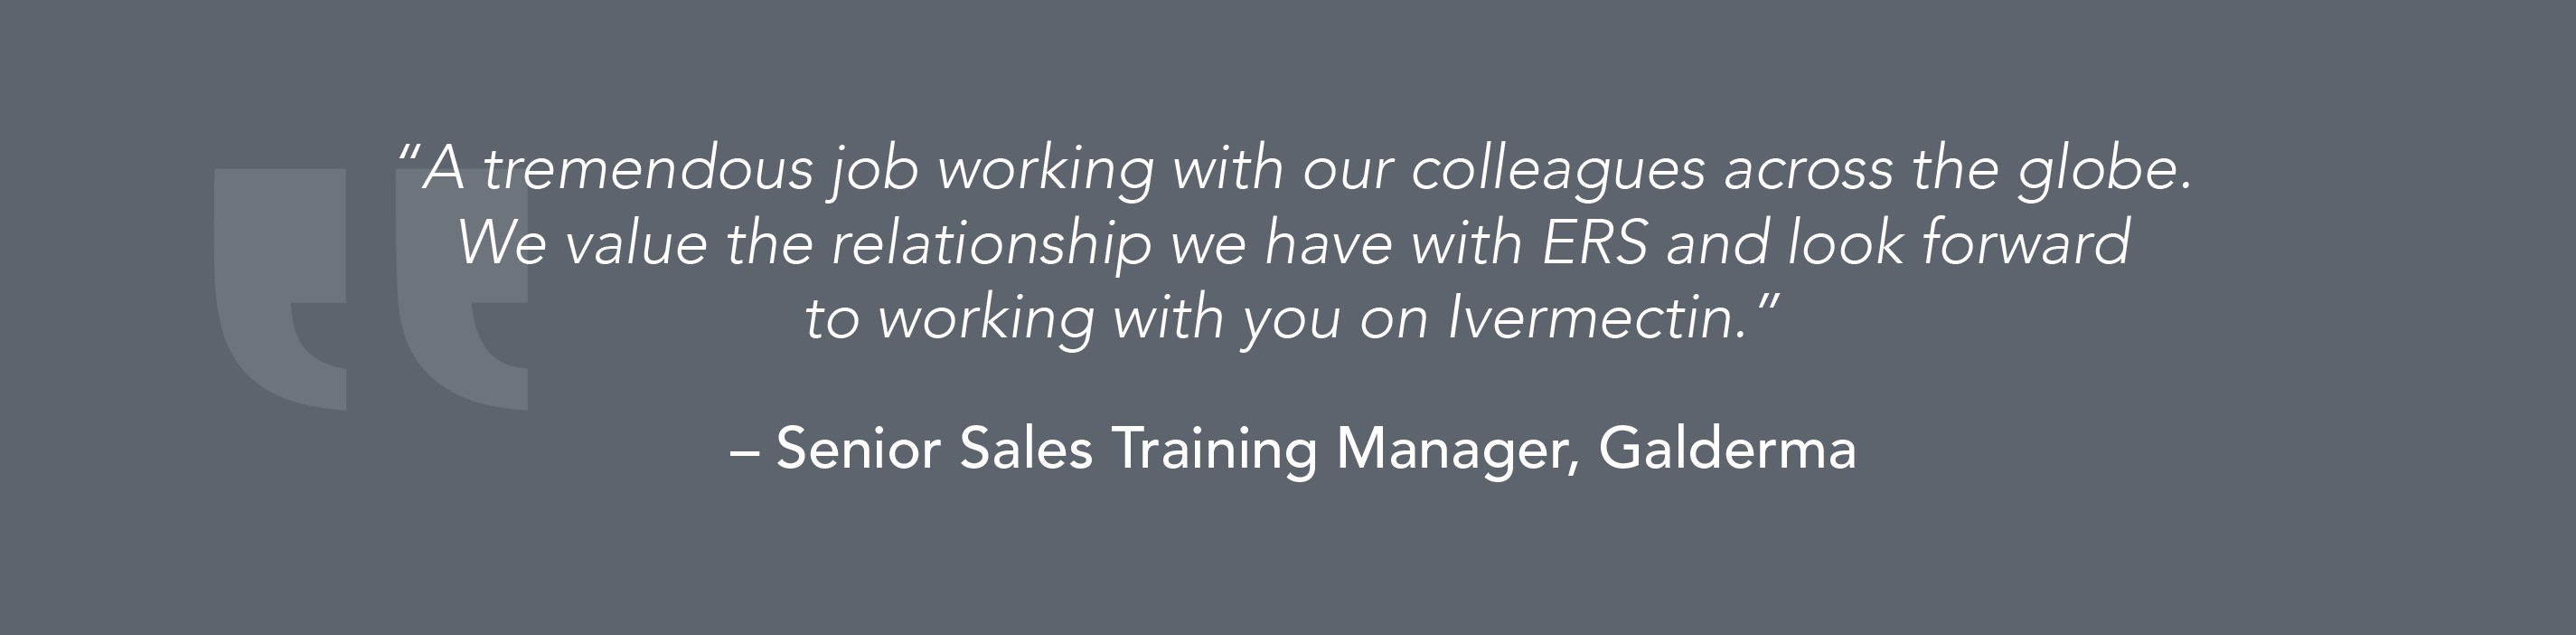 “A tremendous job working with our colleagues across the globe.
We value the relationship we have with ERS and look forward
to working with you on Ivermectin.”
– Senior Sales Training Manager, Galderma